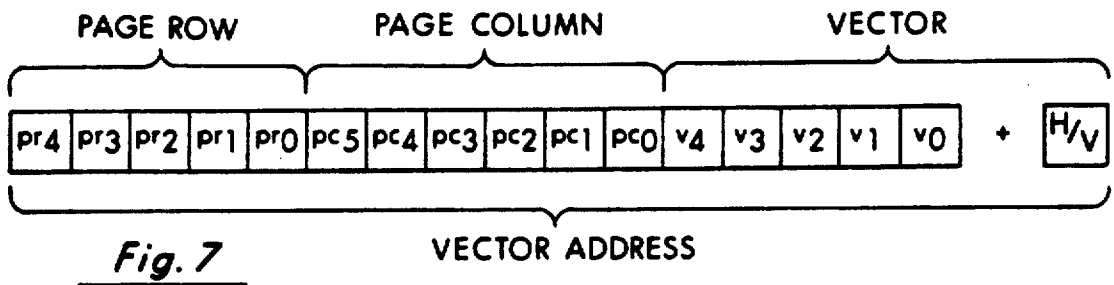 PAGE ROW PAGE COLUMN VECTOR
pr4 pr3 pr2 pr1 pr0 pc5 pc4 pc3 pc2 pc1 pc0 v4 v3 v2 v1 v0 + H/V
VECTOR ADDRESS
Fig. 7